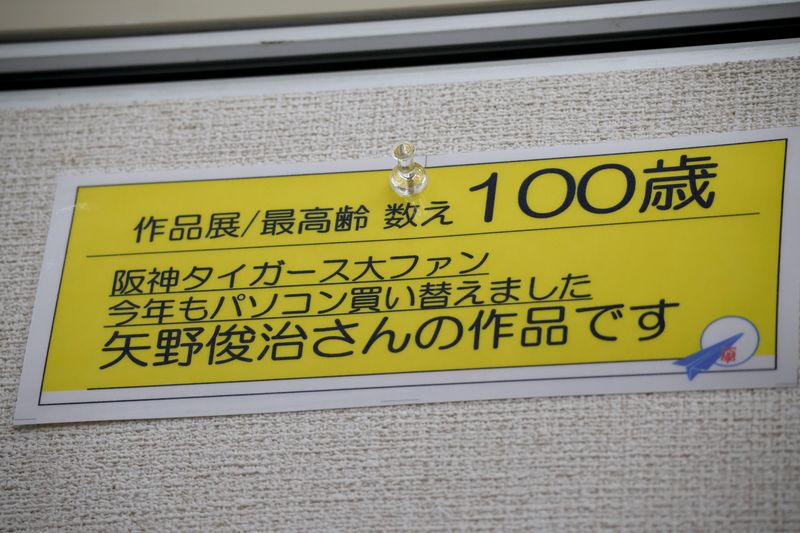 作品展/最高齢 数え 100歳
阪神タイガース大ファン
今年もパソコン買い替えました
矢野俊治さんの作品です